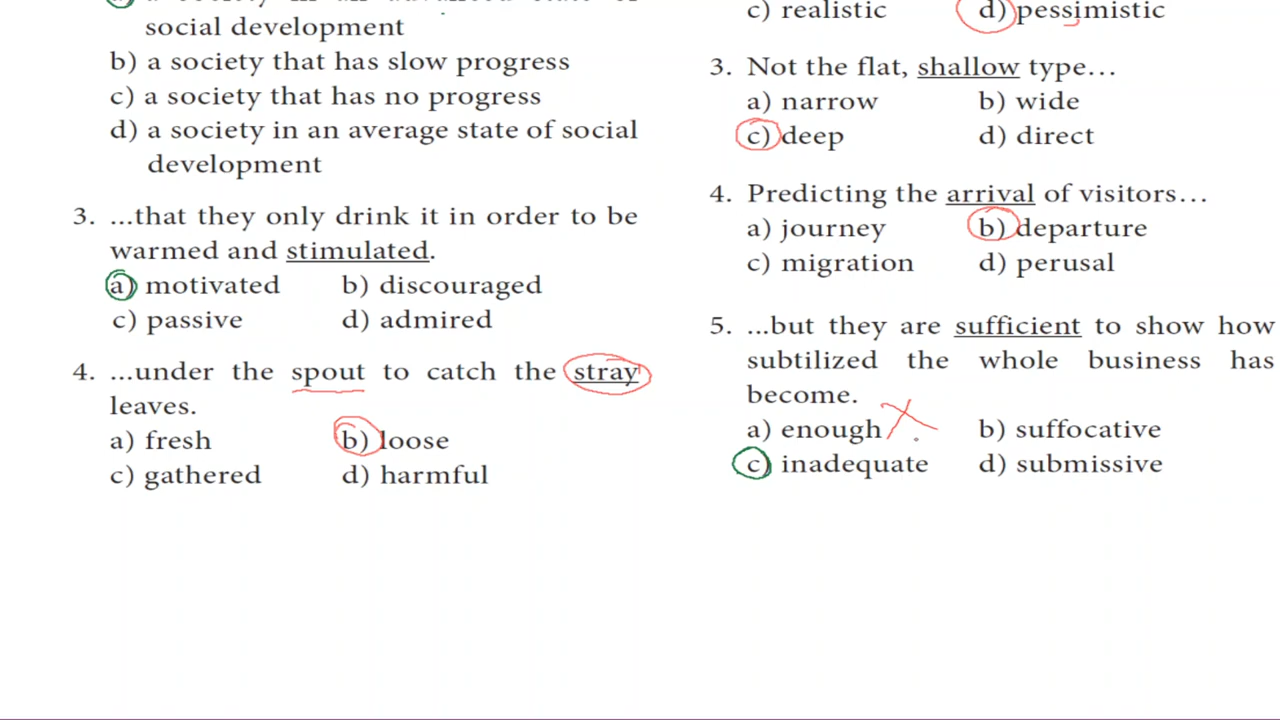 social development
b) a society that has slow progress
c) a society that has no progress
d) a society in an average state of social
development
3. ...that they only drink it in order to be
warmed and stimulated.
a) motivated b) discouraged
c) passive d) admired
4. ...under the spout to catch the stray
leaves.
a) fresh b) loose
c) gathered d) harmful
c) realistic d) pessimistic
3. Not the flat, shallow type...
a) narrow b) wide
c) deep d) direct
4. Predicting the arrival of visitors...
a) journey b) departure
c) migration d) perusal
5. ...but they are sufficient to show how
subtilized the whole business has
become.
a) enough b) suffocative
c) inadequate d) submissive